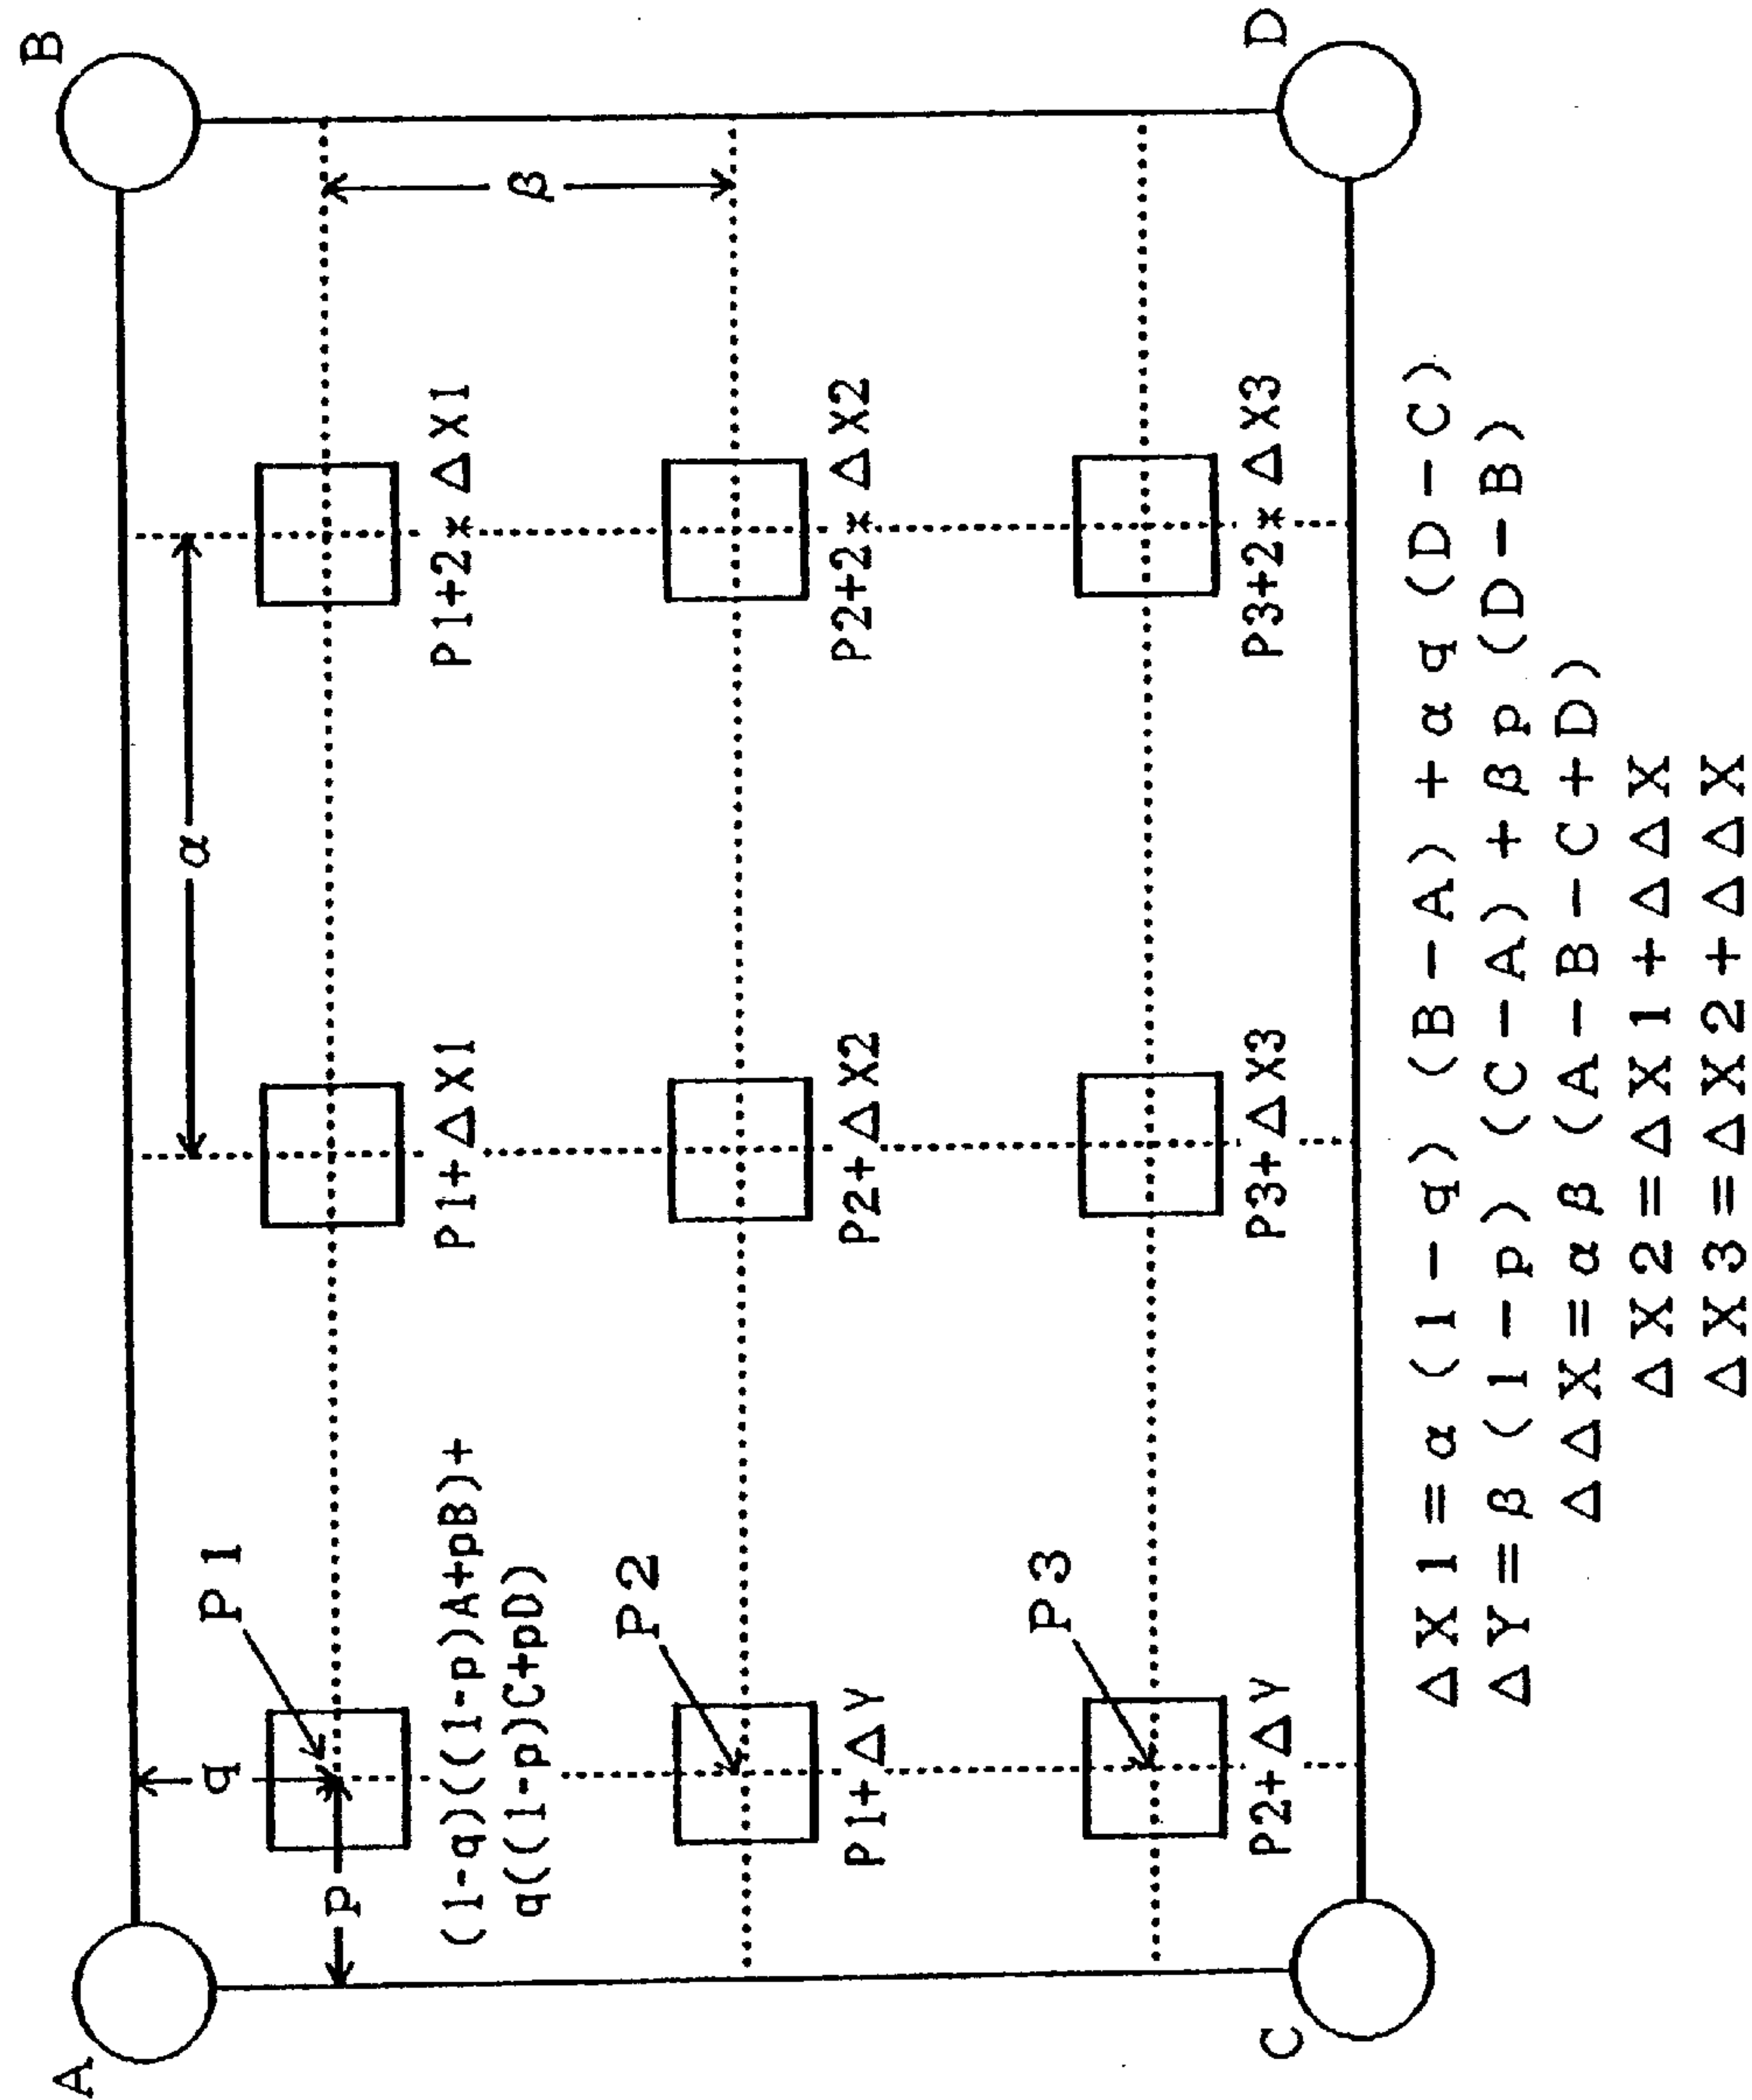 A
B
q
P1
α
β
p
(1-q)((1-p)A+pB)+
q((1-p)C+pD)
P1+ΔX1
P1+2×ΔX1
P2
P1+ΔY
P2+ΔX2
P2+2×ΔX2
P3
P2+ΔY
P3+ΔX3
P3+2×ΔX3
C
D
ΔX1=α(1-q)(B-A)+αq(D-C)
ΔY=β(1-p)(C-A)+βp(D-B)
ΔΔX=αβ(A-B-C+D)
ΔX2=ΔX1+ΔΔX
ΔX3=ΔX2+ΔΔX